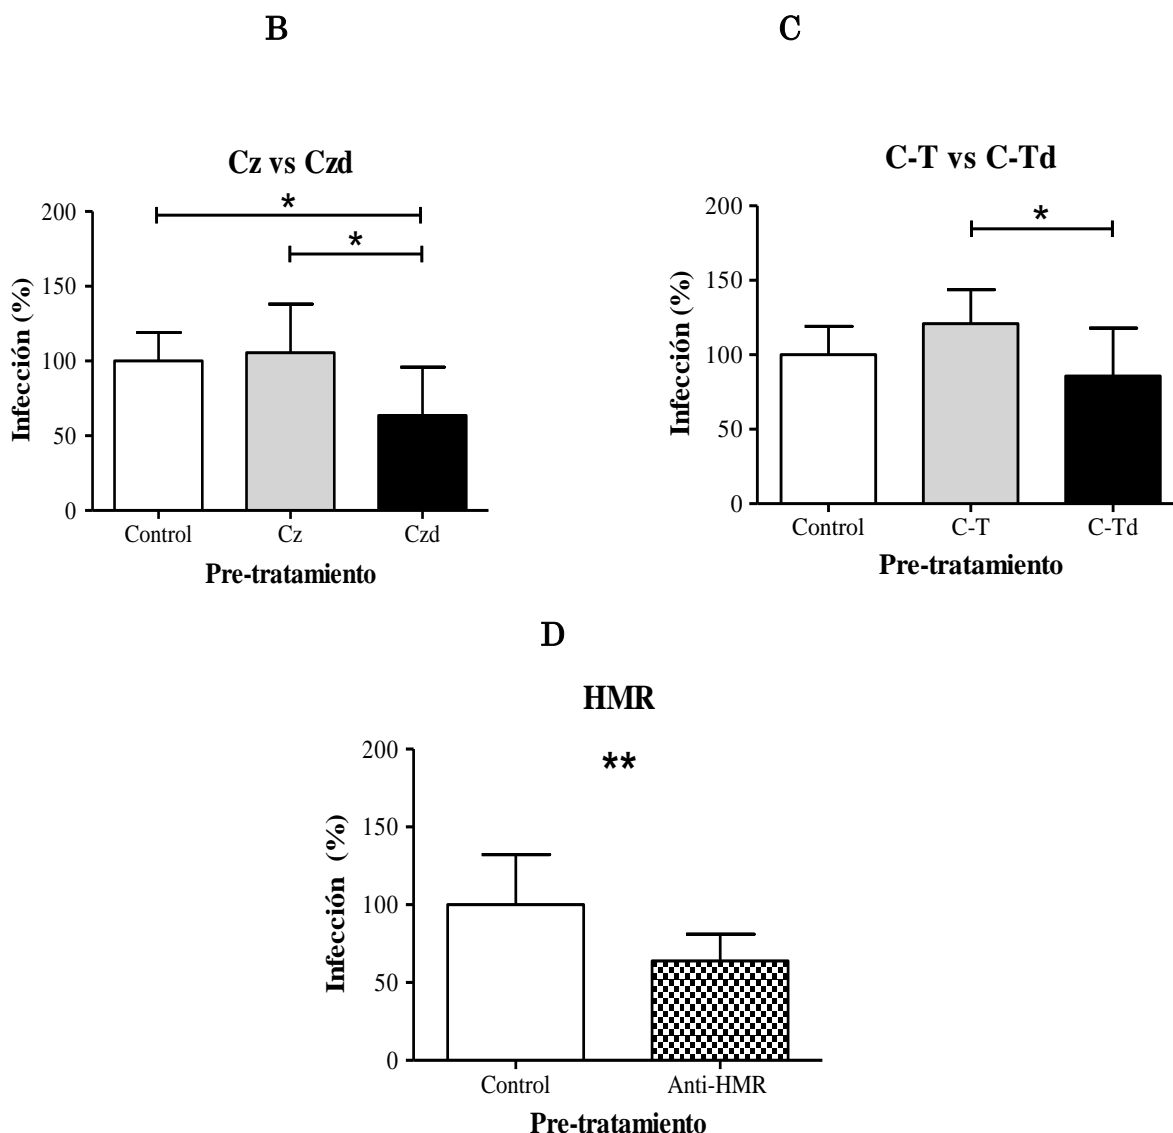 B
Cz vs Czd
*
*
200
150
100
50
0
Infección (%)
Control Cz Czd
Pre-tratamiento
C
C-T vs C-Td
*
200
150
100
50
0
Infección (%)
Control C-T C-Td
Pre-tratamiento
D
HMR
**
200
150
100
50
0
Infección (%)
Control Anti-HMR
Pre-tratamiento